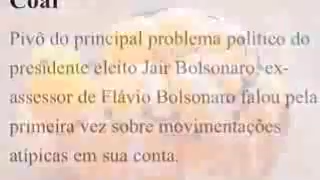 Coaf
Pivô do principal problema político do
presidente eleito Jair Bolsonaro, ex-
assessor de Flávio Bolsonaro falou pela
primeira vez sobre movimentações
atípicas em sua conta.